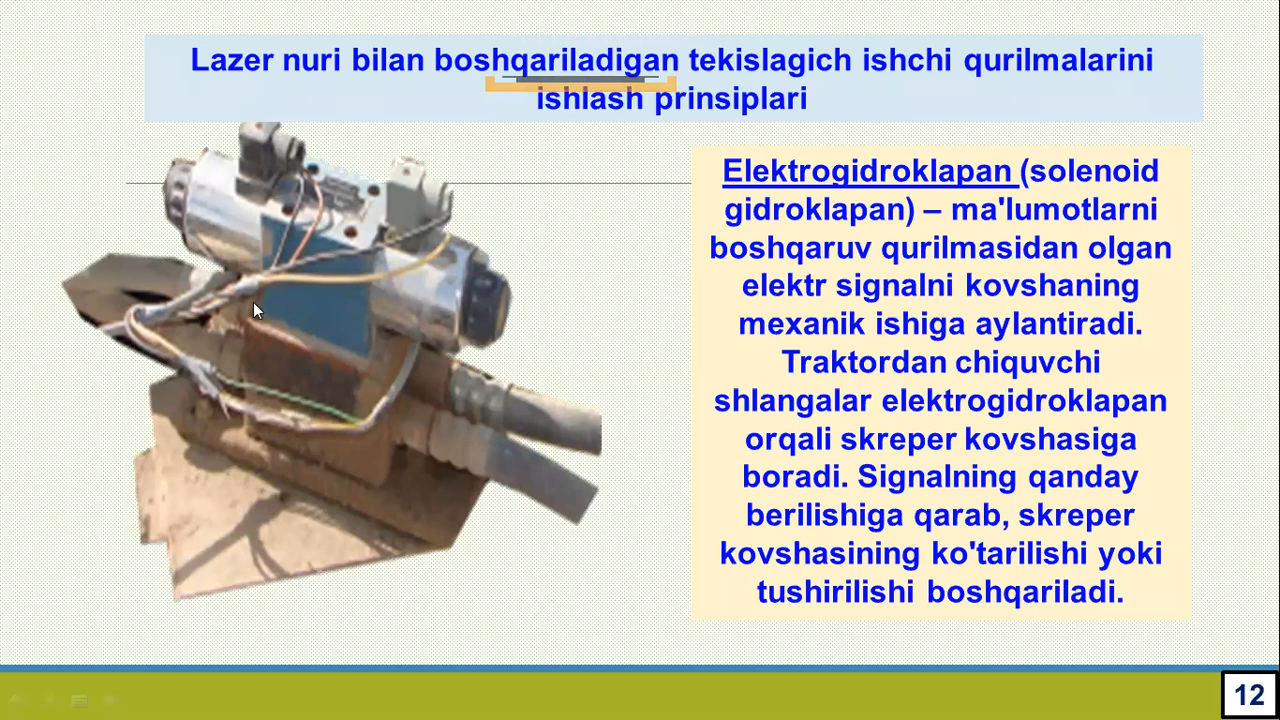 Lazer nuri bilan boshqariladigan tekislagich ishchi qurilmalarini
ishlash prinsiplari
Elektrogidroklapan (solenoid
gidroklapan) – ma'lumotlarni
boshqaruv qurilmasidan olgan
elektr signalni kovshaning
mexanik ishiga aylantiradi.
Traktordan chiquvchi
shlangalar elektrogidroklapan
orqali skreper kovshasiga
boradi. Signalning qanday
berilishiga qarab, skreper
kovshasining ko'tarilishi yoki
tushirilishi boshqariladi.
12